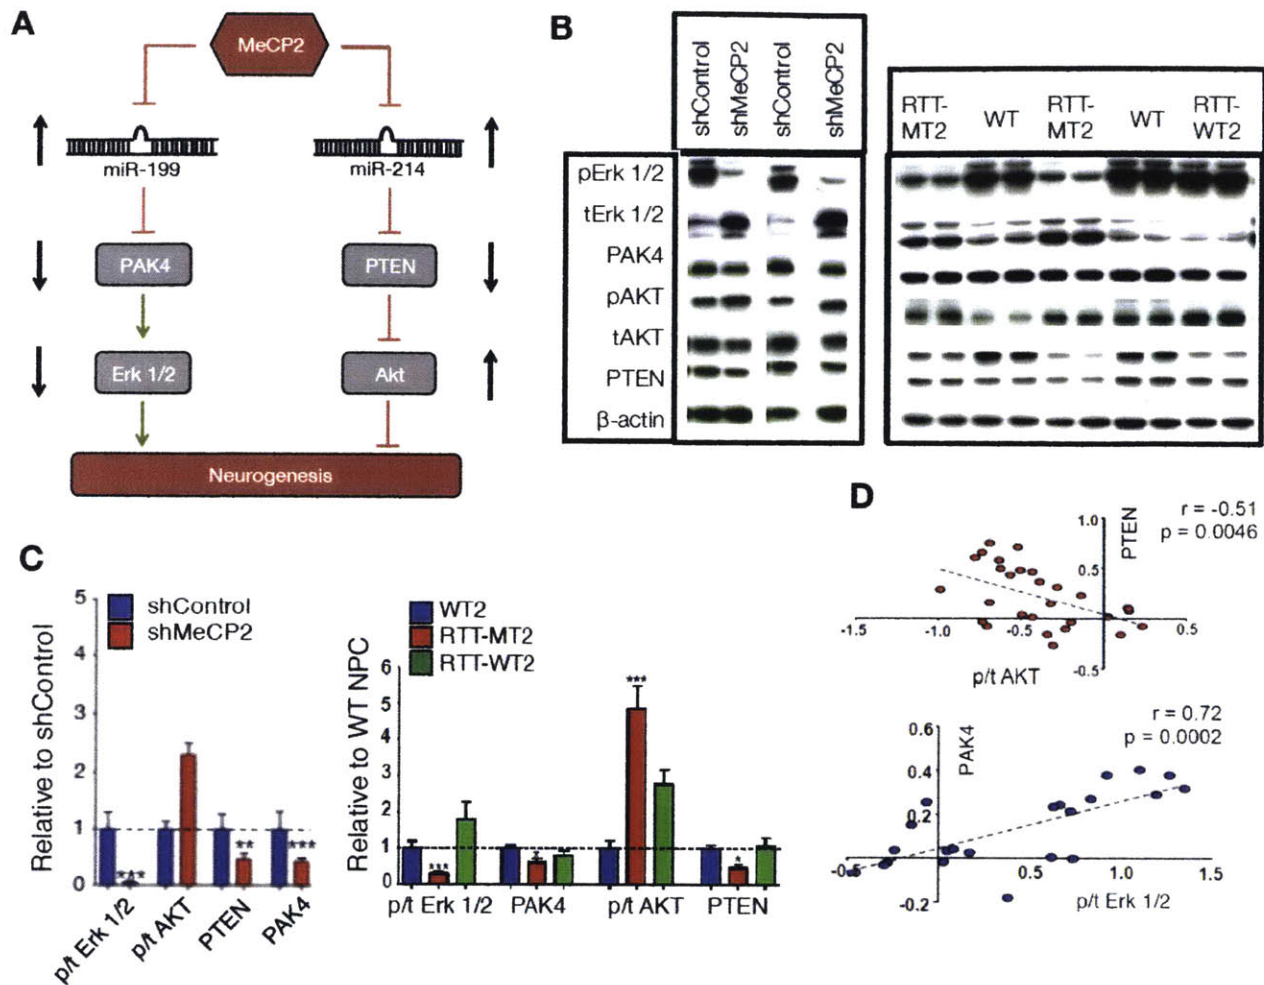 A
MeCP2
miR-199
miR-214
PAK4
PTEN
Erk 1/2
Akt
Neurogenesis
B
shControl
shMeCP2
shControl
shMeCP2
RTT-
MT2
WT
RTT-
MT2
WT
RTT-
WT2
pErk 1/2
tErk 1/2
PAK4
pAKT
tAKT
PTEN
β-actin
C
Relative to shControl
5
4
3
2
1
0
shControl
shMeCP2
***
**
***
p/t Erk 1/2
p/t AKT
PTEN
PAK4
Relative to WT NPC
WT2
RTT-MT2
RTT-WT2
6
5
4
3
2
1
0
***
*
***
*
p/t Erk 1/2
PAK4
p/t AKT
PTEN
D
r = -0.51
p = 0.0046
PTEN
1.0
0.5
-0.5
-1.5
-1.0
-0.5
0.5
p/t AKT
r = 0.72
p = 0.0002
PAK4
0.6
0.4
0.2
-0.2
-0.5
0.5
1.0
1.5
p/t Erk 1/2